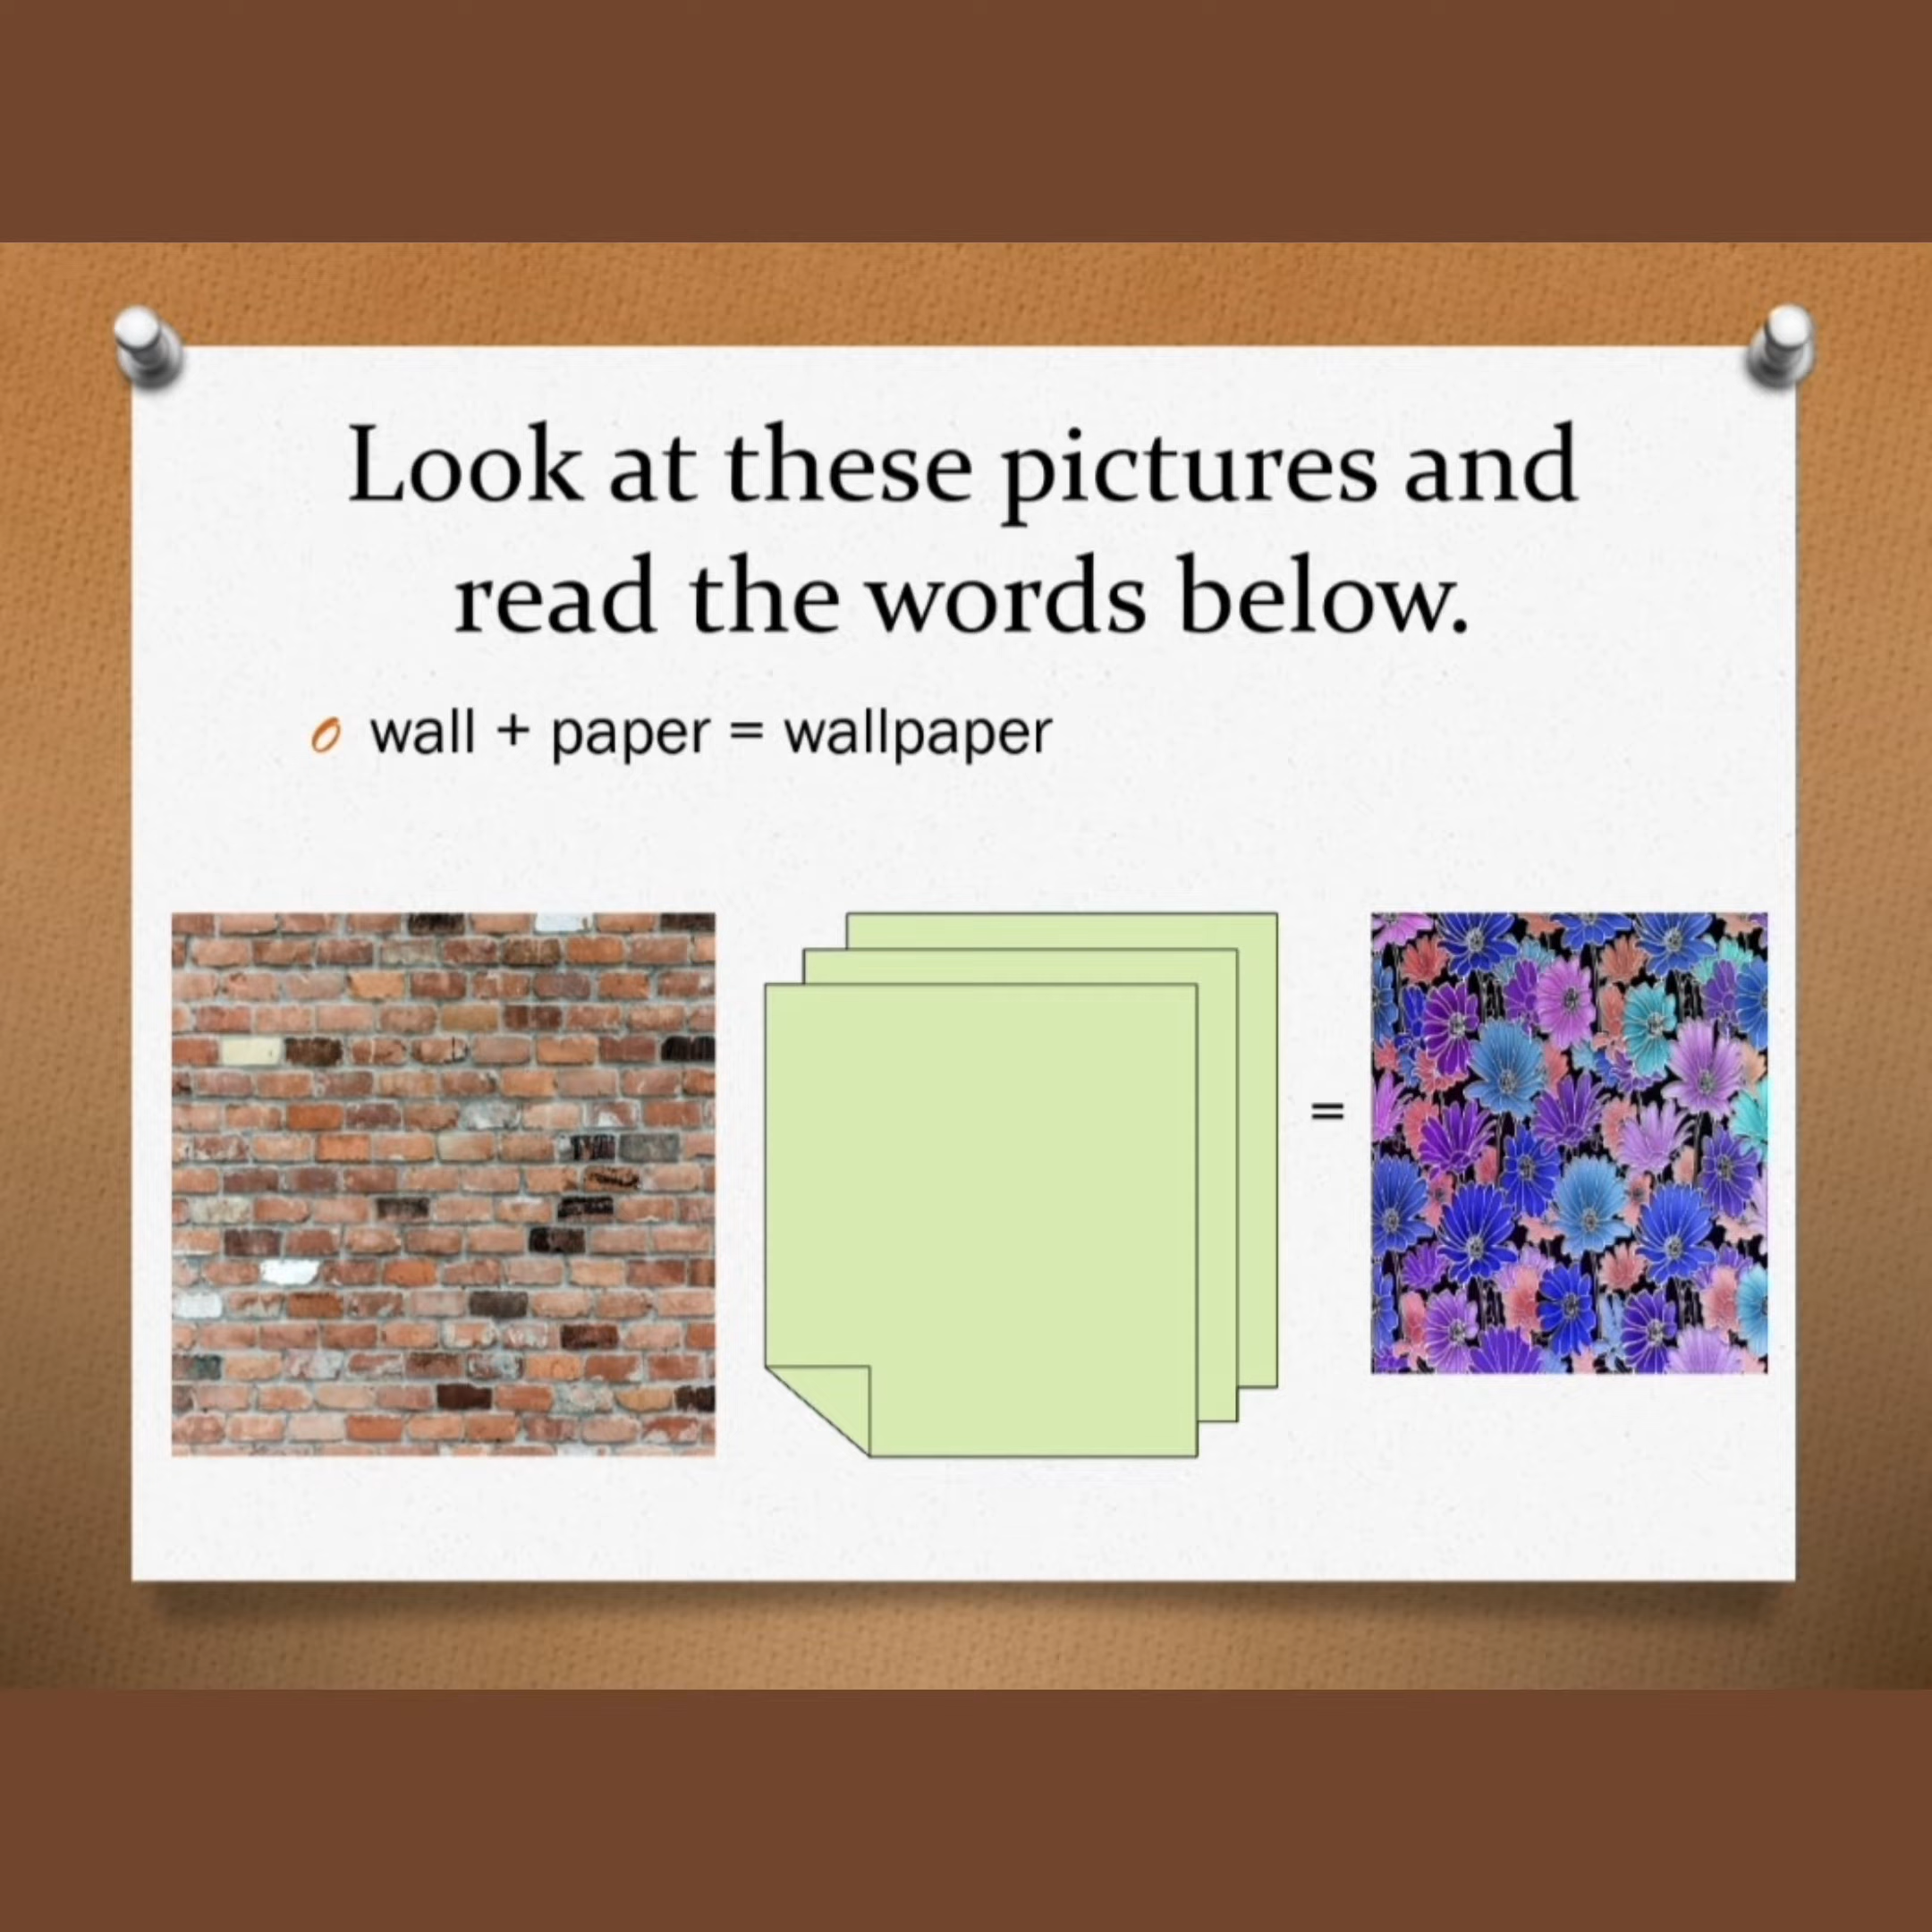 Look at these pictures and
read the words below.
wall + paper = wallpaper
=